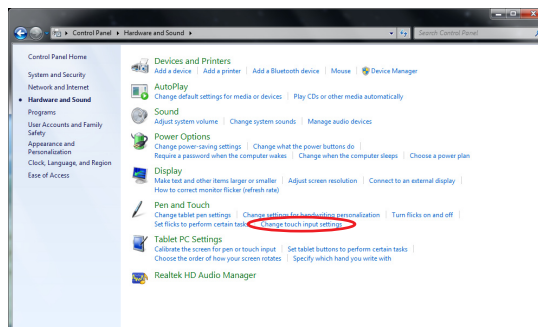 Control Panel ▸ Hardware and Sound ▸
Search Control Panel
Control Panel Home
System and Security
Network and Internet
Hardware and Sound
Programs
User Accounts and Family
Safety
Appearance and
Personalization
Clock, Language, and Region
Ease of Access
Devices and Printers
Add a device | Add a printer | Add a Bluetooth device | Mouse | Device Manager
AutoPlay
Change default settings for media or devices | Play CDs or other media automatically
Sound
Adjust system volume | Change system sounds | Manage audio devices
Power Options
Change power-saving settings | Change what the power buttons do |
Require a password when the computer wakes | Change when the computer sleeps | Choose a power plan
Display
Make text and other items larger or smaller | Adjust screen resolution | Connect to an external display |
How to correct monitor flicker (refresh rate)
Pen and Touch
Change tablet pen settings | Change settings for handwriting personalization | Turn flicks on and off |
Set flicks to perform certain tasks | Change touch input settings
Tablet PC Settings
Calibrate the screen for pen or touch input | Set tablet buttons to perform certain tasks |
Choose the order of how your screen rotates | Specify which hand you write with
Realtek HD Audio Manager